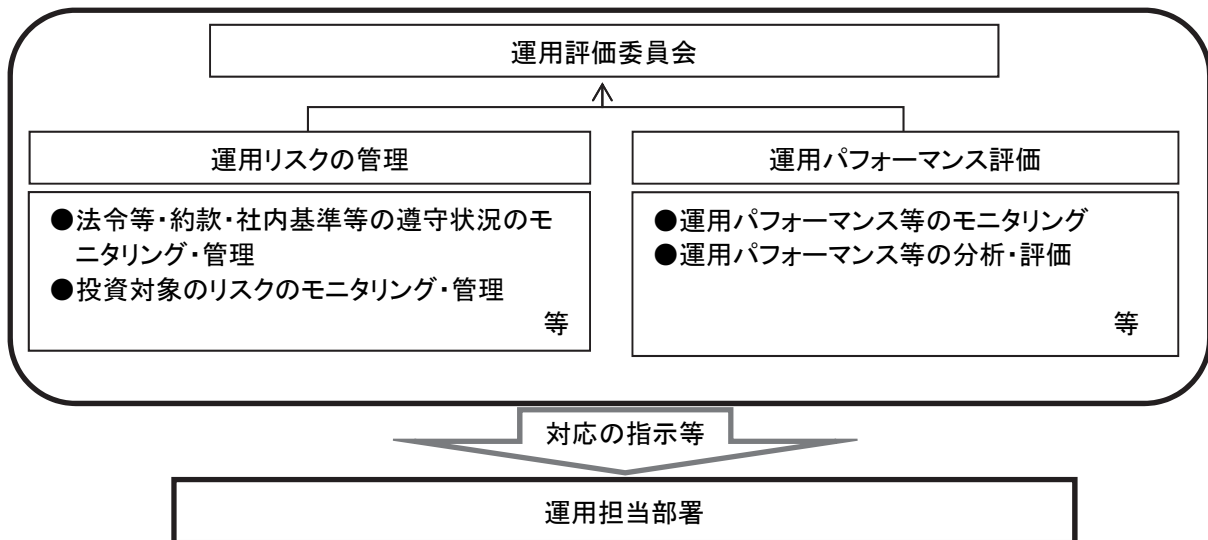 運用評価委員会
運用リスクの管理
●法令等・約款・社内基準等の遵守状況のモ
ニタリング・管理
●投資対象のリスクのモニタリング・管理
等
運用パフォーマンス評価
●運用パフォーマンス等のモニタリング
●運用パフォーマンス等の分析・評価
等
対応の指示等
運用担当部署